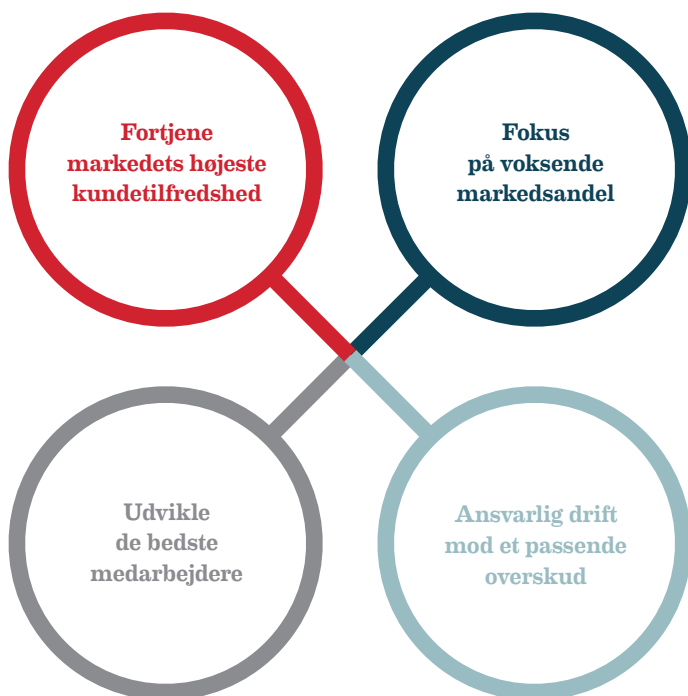 Fortjene
markedets højeste
kundetilfredshed
Fokus
på voksende
markedsandel
Udvikle
de bedste
medarbejdere
Ansvarlig drift
mod et passende
overskud